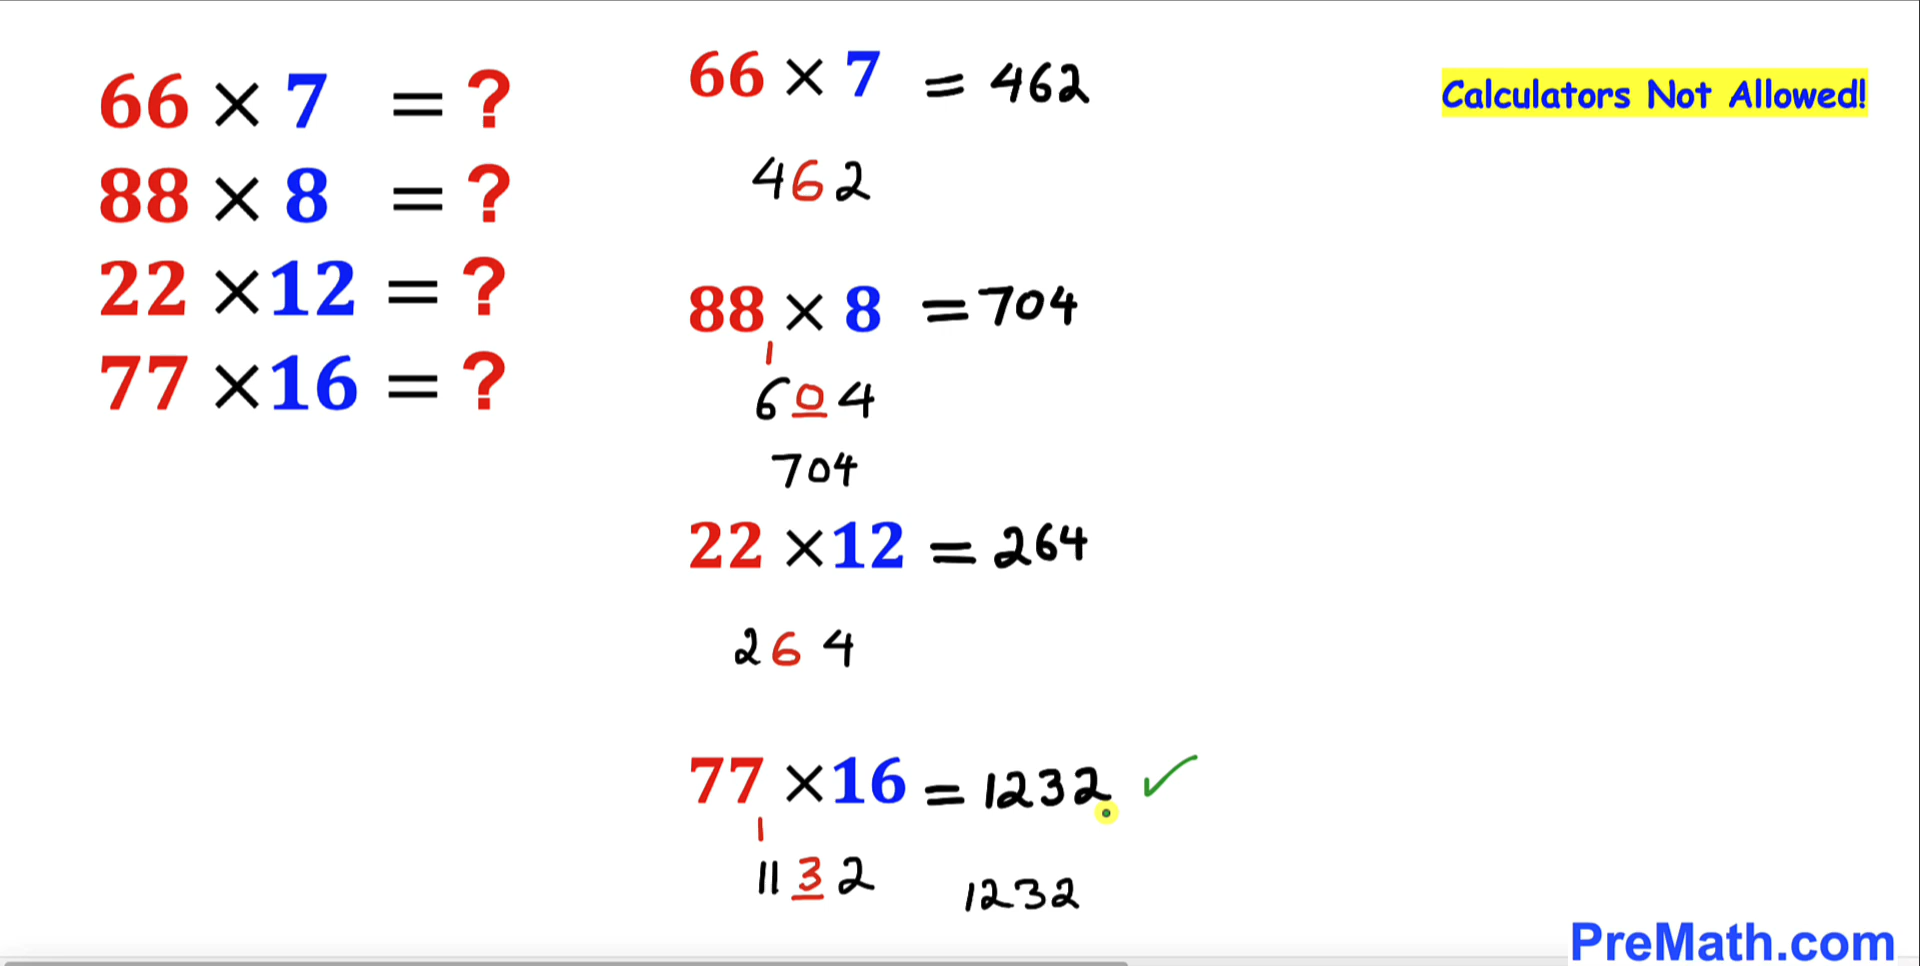 66 × 7 = ?
88 × 8 = ?
22 × 12 = ?
77 × 16 = ?
66 × 7 = 462
462
88 × 8 = 704
1
604
704
22 × 12 = 264
264
77 × 16 = 1232
1
1132 1232
Calculators Not Allowed!
PreMath.com